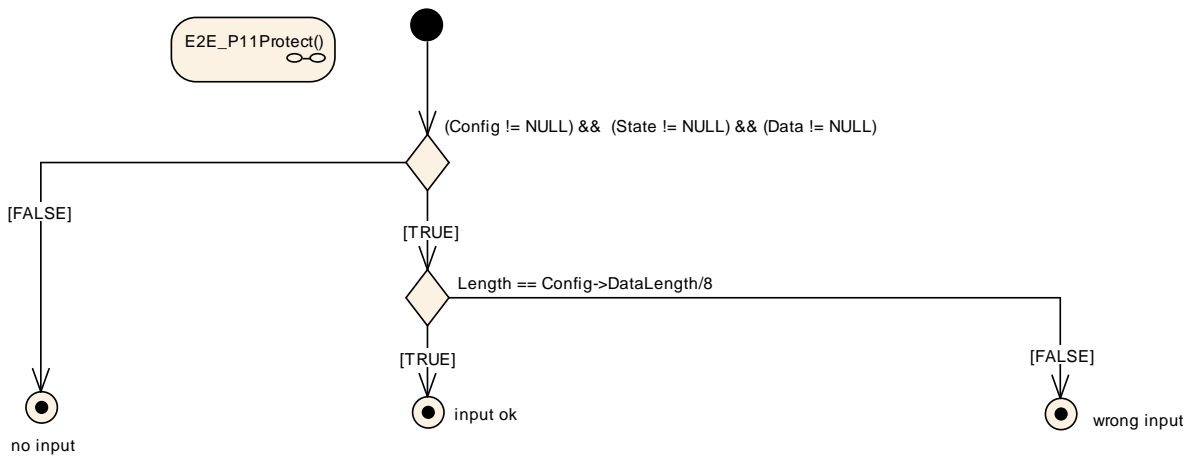 E2E_P11Protect()
(Config != NULL) &&  (State != NULL) && (Data != NULL)
[FALSE]
[TRUE]
Length == Config->DataLength/8
[TRUE]
[FALSE]
input ok
wrong input
no input